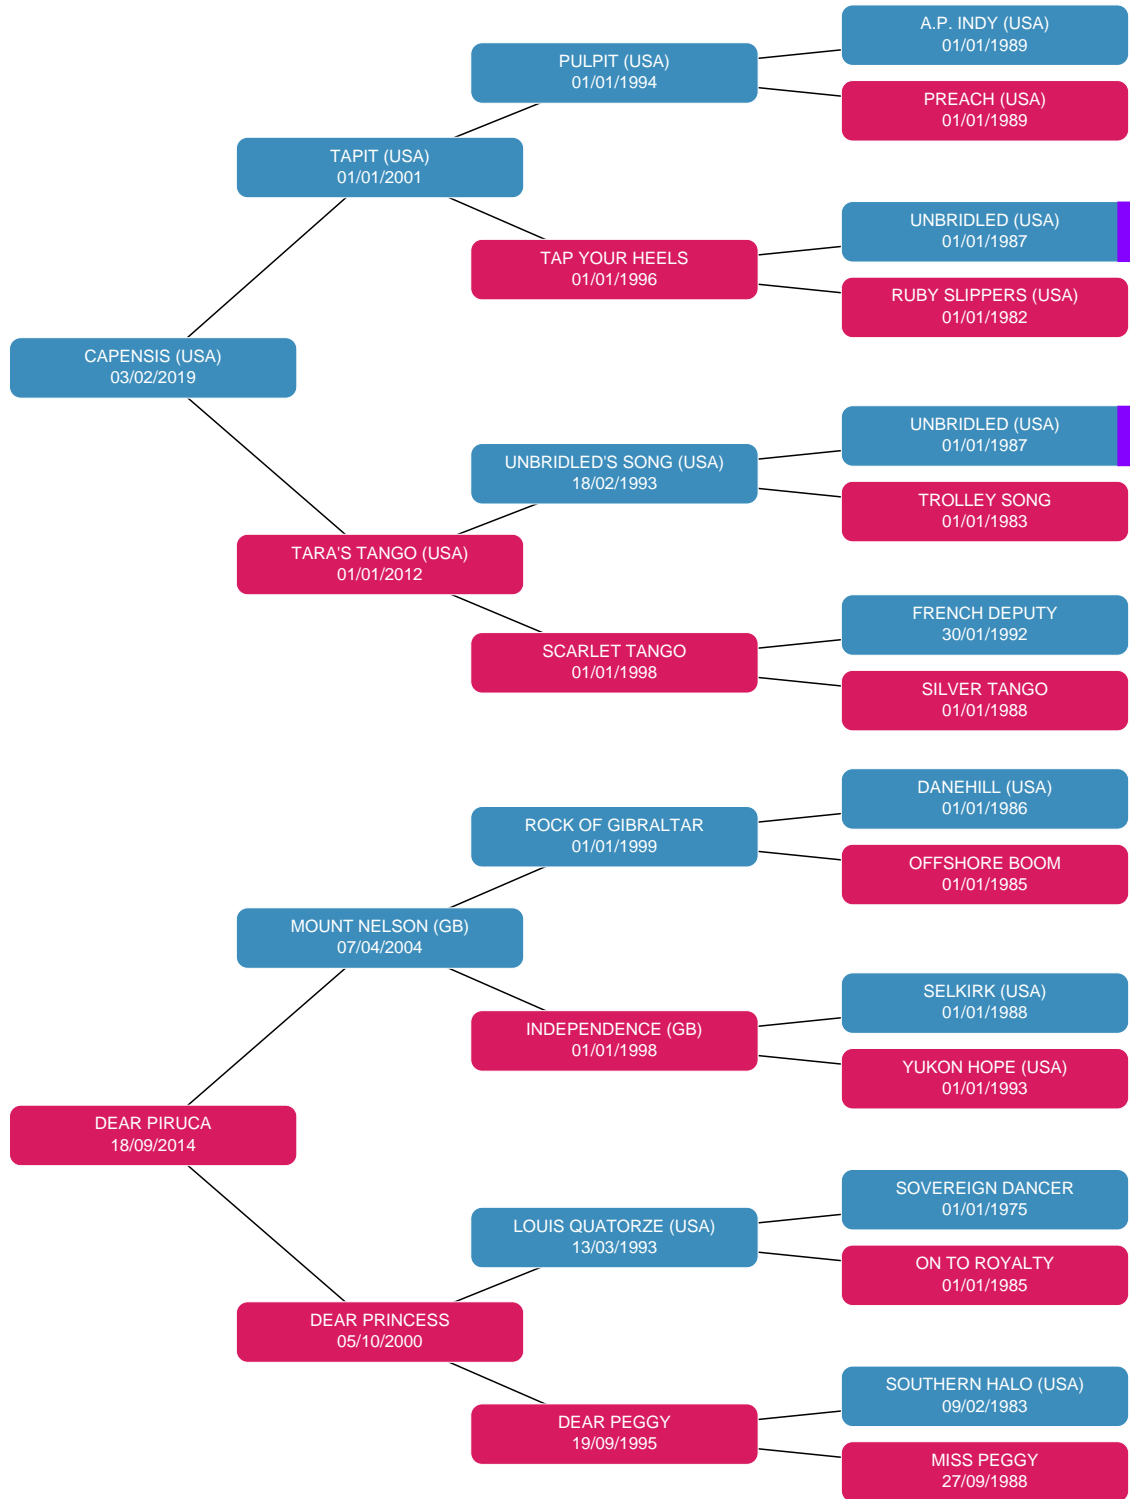 A.P. INDY (USA)
01/01/1989
PULPIT (USA)
01/01/1994
PREACH (USA)
01/01/1989
TAPIT (USA)
01/01/2001
UNBRIDLED (USA)
01/01/1987
TAP YOUR HEELS
01/01/1996
RUBY SLIPPERS (USA)
01/01/1982
CAPENSIS (USA)
03/02/2019
UNBRIDLED (USA)
01/01/1987
UNBRIDLED'S SONG (USA)
18/02/1993
TROLLEY SONG
01/01/1983
TARA'S TANGO (USA)
01/01/2012
FRENCH DEPUTY
30/01/1992
SCARLET TANGO
01/01/1998
SILVER TANGO
01/01/1988
DANEHILL (USA)
01/01/1986
ROCK OF GIBRALTAR
01/01/1999
OFFSHORE BOOM
01/01/1985
MOUNT NELSON (GB)
07/04/2004
SELKIRK (USA)
01/01/1988
INDEPENDENCE (GB)
01/01/1998
YUKON HOPE (USA)
01/01/1993
DEAR PIRUCA
18/09/2014
SOVEREIGN DANCER
01/01/1975
LOUIS QUATORZE (USA)
13/03/1993
ON TO ROYALTY
01/01/1985
DEAR PRINCESS
05/10/2000
SOUTHERN HALO (USA)
09/02/1983
DEAR PEGGY
19/09/1995
MISS PEGGY
27/09/1988